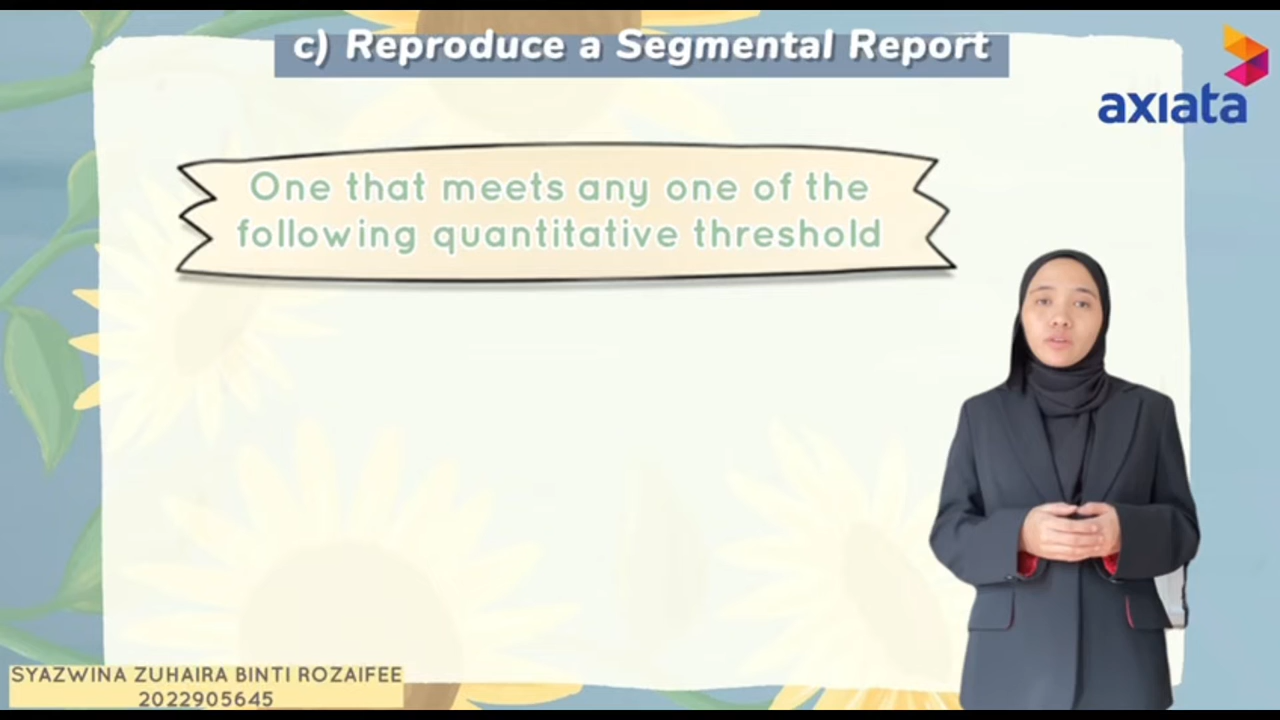 c) Reproduce a Segmental Report
axiata
One that meets any one of the
following quantitative threshold
SYAZWINA ZUHAIRA BINTI ROZAIFEE
2022905645